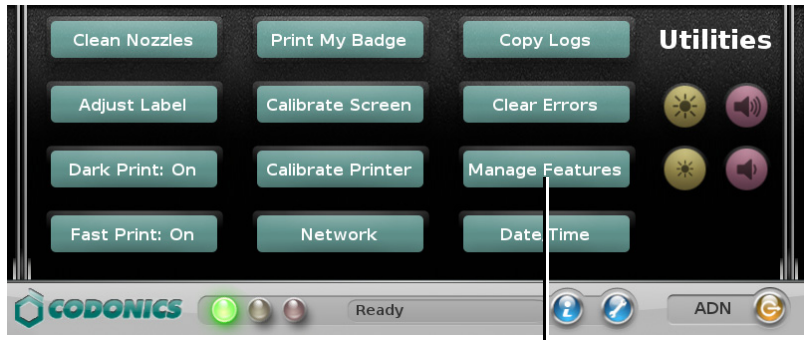 Clean Nozzles Print My Badge Copy Logs Utilities
Adjust Label Calibrate Screen Clear Errors
Dark Print: On Calibrate Printer Manage Features
Fast Print: On Network Date/Time
CODONICS Ready ADN